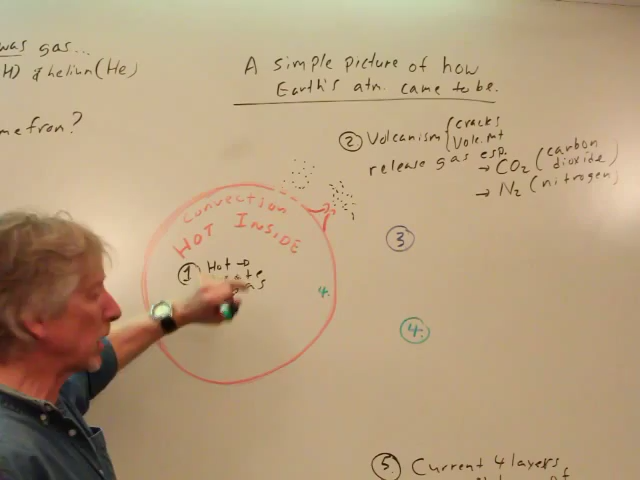 was gas...
H) & helium (He)
me from?
A simple picture of how
Earth's atm. came to be.
② Volcanism { cracks
Volc. mt
release gas esp.
→ CO2 (carbon
dioxide)
→ N2 (nitrogen)
Convection
HOT INSIDE
① Hot →
gas
3
4.
4.
⑤ Current 4 layers